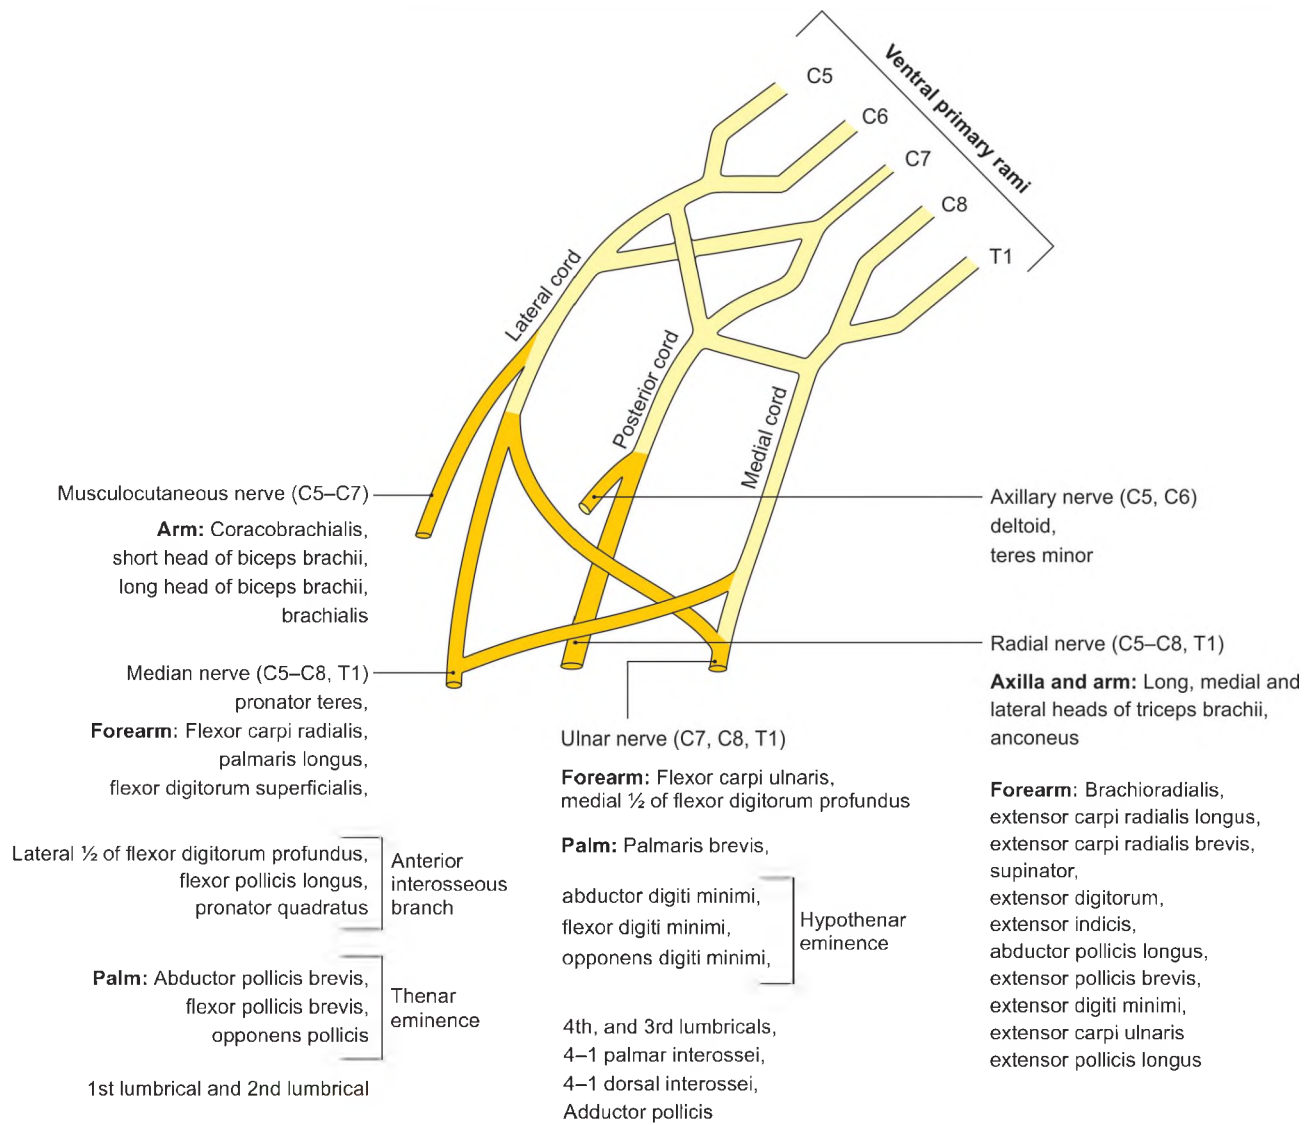 C5
C6
C7
C8
T1
Ventral primary rami
Lateral cord
Posterior cord
Medial cord
Musculocutaneous nerve (C5–C7)
Arm: Coracobrachialis,
short head of biceps brachii,
long head of biceps brachii,
brachialis
Median nerve (C5–C8, T1)
pronator teres,
Forearm: Flexor carpi radialis,
palmaris longus,
flexor digitorum superficialis,
Lateral ½ of flexor digitorum profundus,
flexor pollicis longus,
pronator quadratus
Anterior
interosseous
branch
Palm: Abductor pollicis brevis,
flexor pollicis brevis,
opponens pollicis
Thenar
eminence
1st lumbrical and 2nd lumbrical
Ulnar nerve (C7, C8, T1)
Forearm: Flexor carpi ulnaris,
medial ½ of flexor digitorum profundus
Palm: Palmaris brevis,
abductor digiti minimi,
flexor digiti minimi,
opponens digiti minimi,
Hypothenar
eminence
4th, and 3rd lumbricals,
4–1 palmar interossei,
4–1 dorsal interossei,
Adductor pollicis
Axillary nerve (C5, C6)
deltoid,
teres minor
Radial nerve (C5–C8, T1)
Axilla and arm: Long, medial and
lateral heads of triceps brachii,
anconeus
Forearm: Brachioradialis,
extensor carpi radialis longus,
extensor carpi radialis brevis,
supinator,
extensor digitorum,
extensor indicis,
abductor pollicis longus,
extensor pollicis brevis,
extensor digiti minimi,
extensor carpi ulnaris
extensor pollicis longus